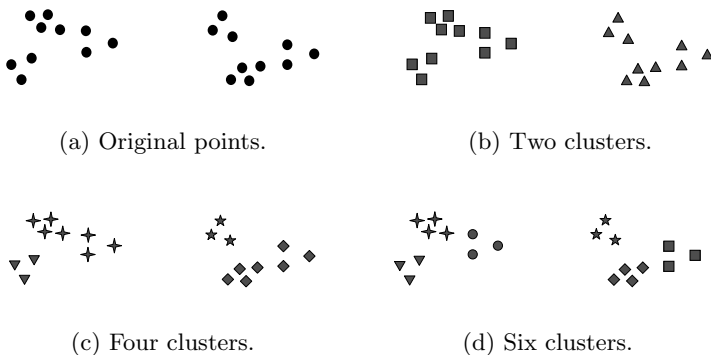 (a) Original points.
(b) Two clusters.
(c) Four clusters.
(d) Six clusters.